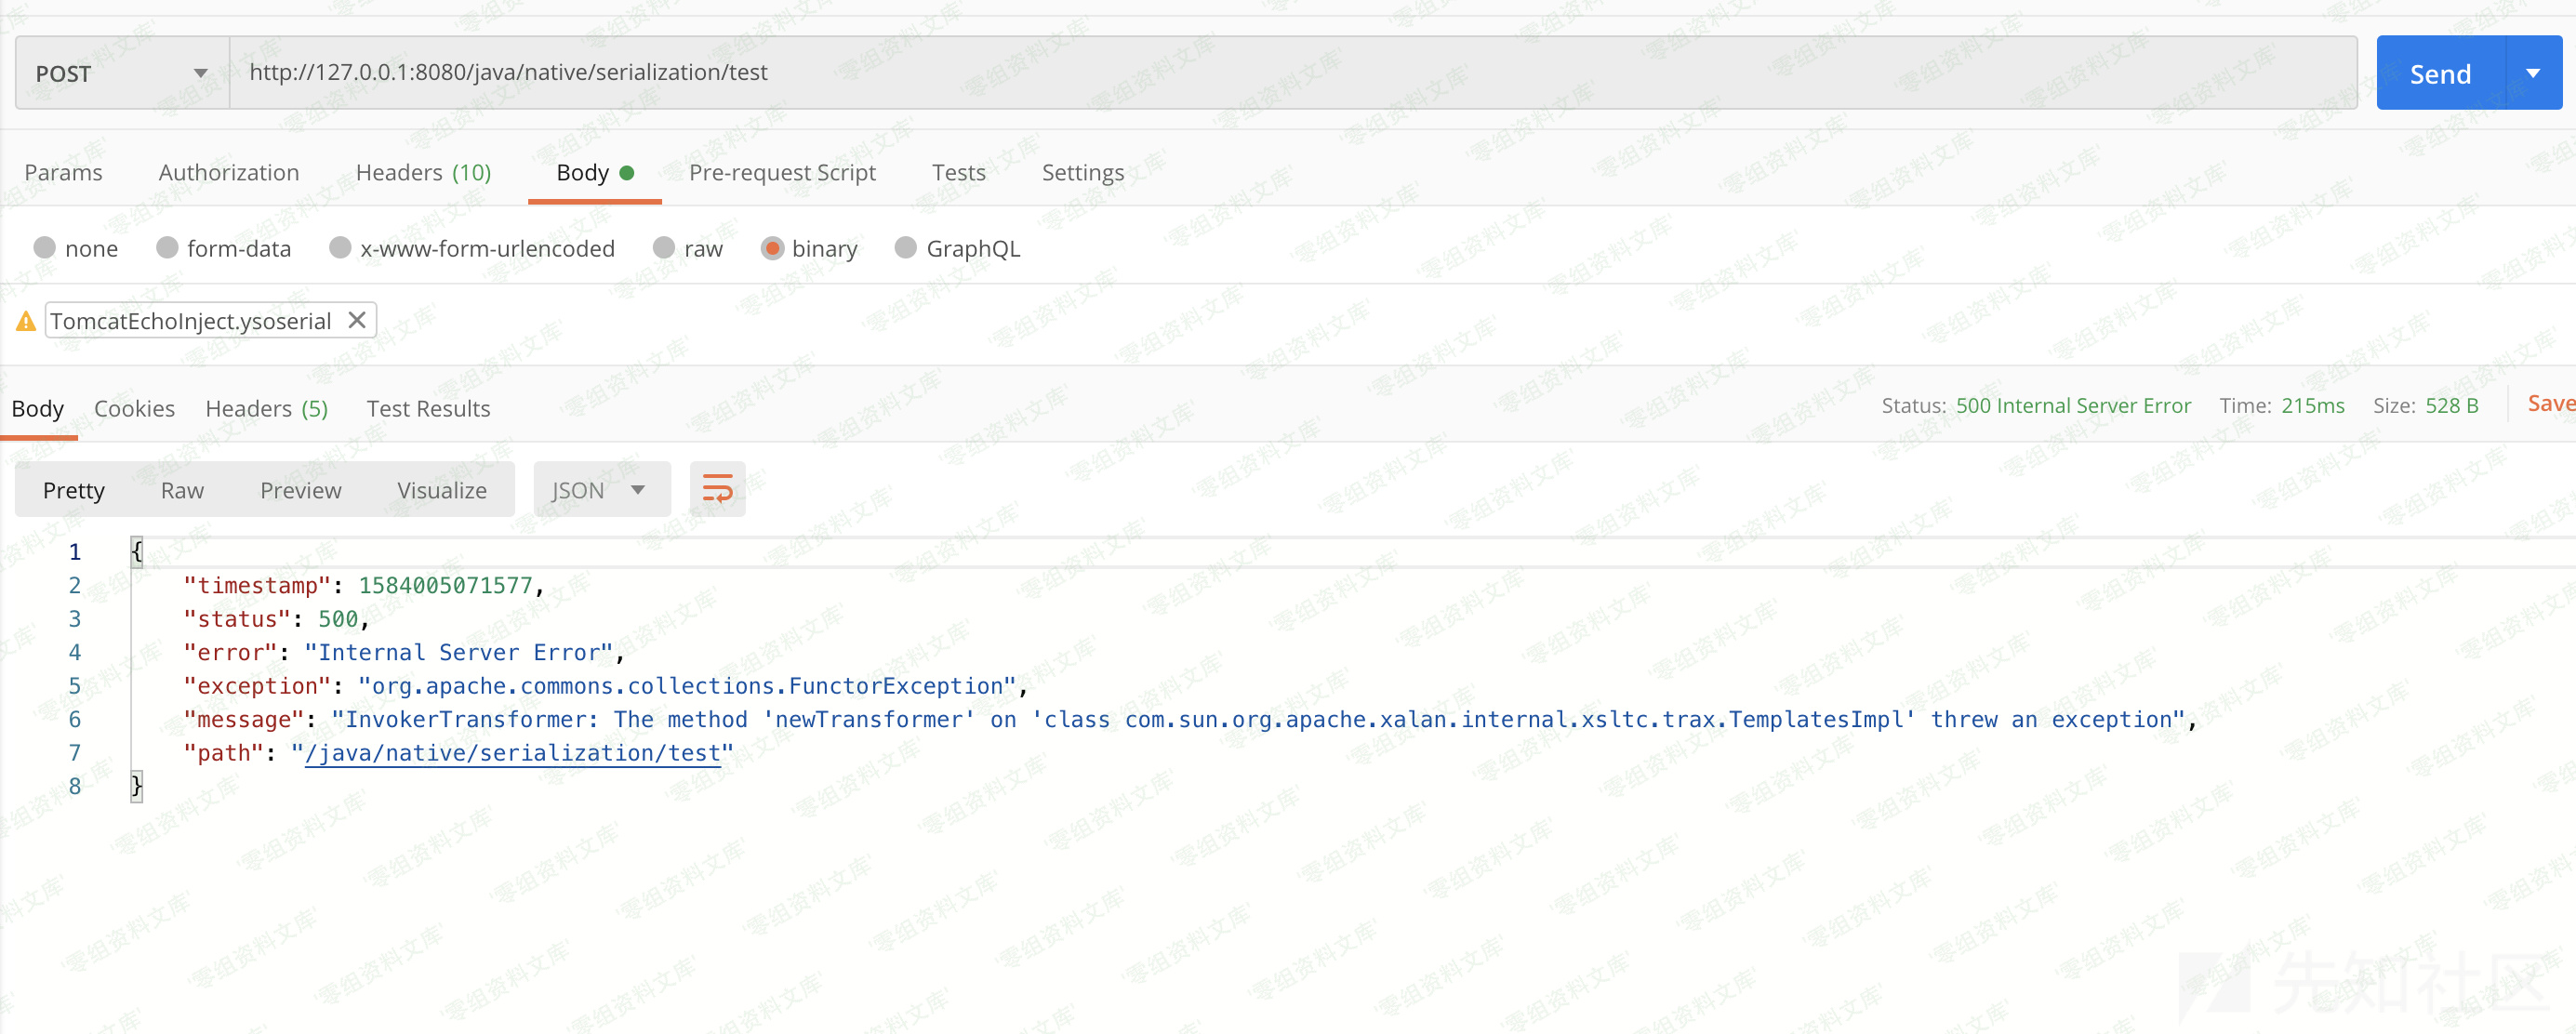 POST http://127.0.0.1:8080/java/native/serialization/test Send
Params Authorization Headers (10) Body Pre-request Script Tests Settings
none form-data x-www-form-urlencoded raw binary GraphQL
TomcatEchoInject.ysoserial
Body Cookies Headers (5) Test Results Status: 500 Internal Server Error Time: 215ms Size: 528 B Save
Pretty Raw Preview Visualize JSON
1 {
2 "timestamp": 1584005071577,
3 "status": 500,
4 "error": "Internal Server Error",
5 "exception": "org.apache.commons.collections.FunctorException",
6 "message": "InvokerTransformer: The method 'newTransformer' on 'class com.sun.org.apache.xalan.internal.xsltc.trax.TemplatesImpl' threw an exception",
7 "path": "/java/native/serialization/test"
8 }
零组资料文库
先知社区